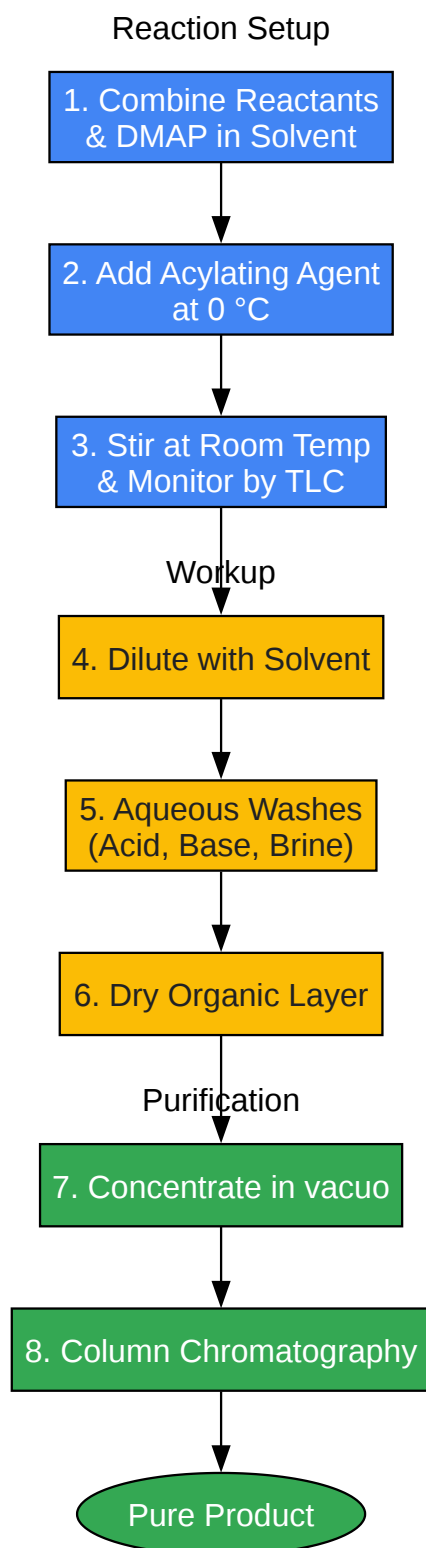 Reaction Setup
1. Combine Reactants
& DMAP in Solvent
2. Add Acylating Agent
at 0 °C
3. Stir at Room Temp
& Monitor by TLC
Workup
4. Dilute with Solvent
5. Aqueous Washes
(Acid, Base, Brine)
6. Dry Organic Layer
Purification
7. Concentrate in vacuo
8. Column Chromatography
Pure Product